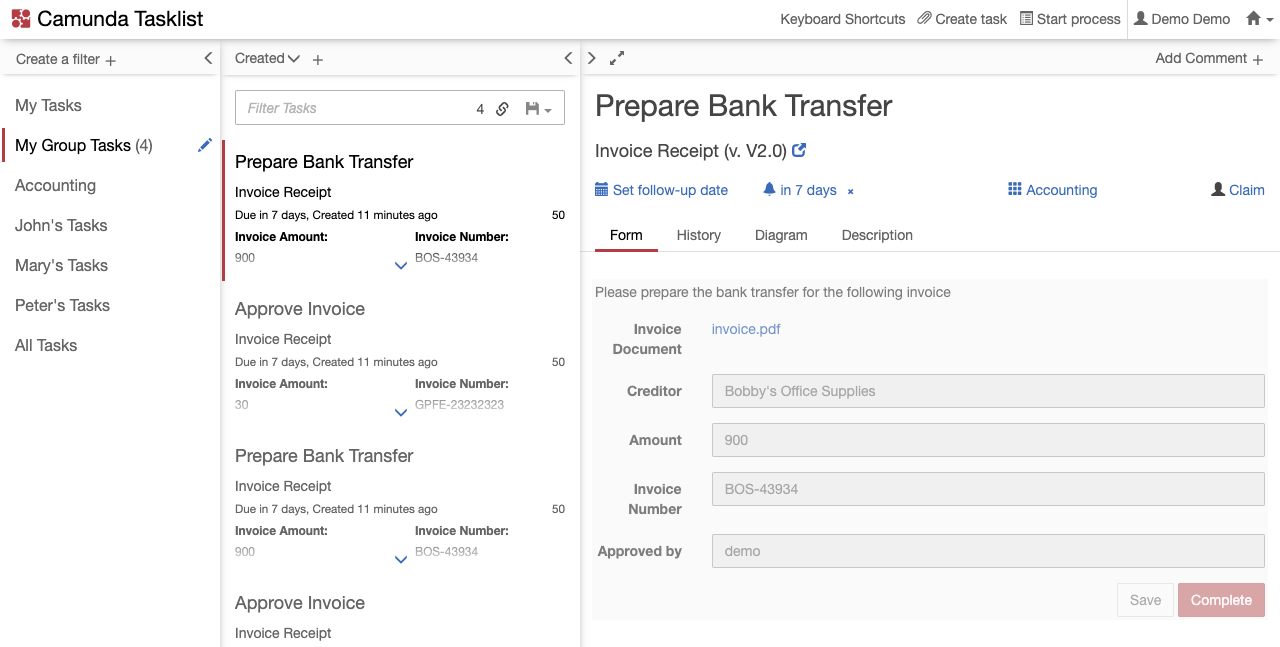 Camunda Tasklist
Keyboard Shortcuts
Create task
Start process
Demo Demo
Create a filter +
My Tasks
My Group Tasks (4)
Accounting
John's Tasks
Mary's Tasks
Peter's Tasks
All Tasks
Created +
Filter Tasks 4
Prepare Bank Transfer
Invoice Receipt
Due in 7 days, Created 11 minutes ago 50
Invoice Amount: Invoice Number:
900 BOS-43934
Approve Invoice
Invoice Receipt
Due in 7 days, Created 11 minutes ago 50
Invoice Amount: Invoice Number:
30 GPFE-23232323
Prepare Bank Transfer
Invoice Receipt
Due in 7 days, Created 11 minutes ago 50
Invoice Amount: Invoice Number:
900 BOS-43934
Approve Invoice
Invoice Receipt
Add Comment +
Prepare Bank Transfer
Invoice Receipt (v. V2.0)
Set follow-up date in 7 days × Accounting Claim
Form History Diagram Description
Please prepare the bank transfer for the following invoice
Invoice Document invoice.pdf
Creditor Bobby's Office Supplies
Amount 900
Invoice Number BOS-43934
Approved by demo
Save Complete